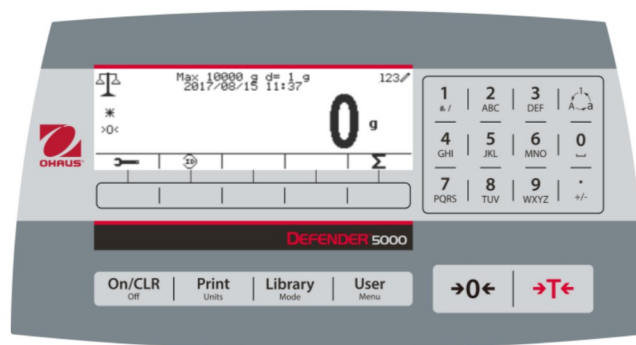 Max 10000 g d= 1 g
2017/08/15 11:37
123
>0<
0 g
ID
Σ
OHAUS
DEFENDER 5000
1 2 3 1
&/ ABC DEF A a
4 5 6 0
GHI JKL MNO
7 8 9 .
PQRS TUV WXYZ +/-
On/CLR Print Library User
Off Units Mode Menu
→0← →T←